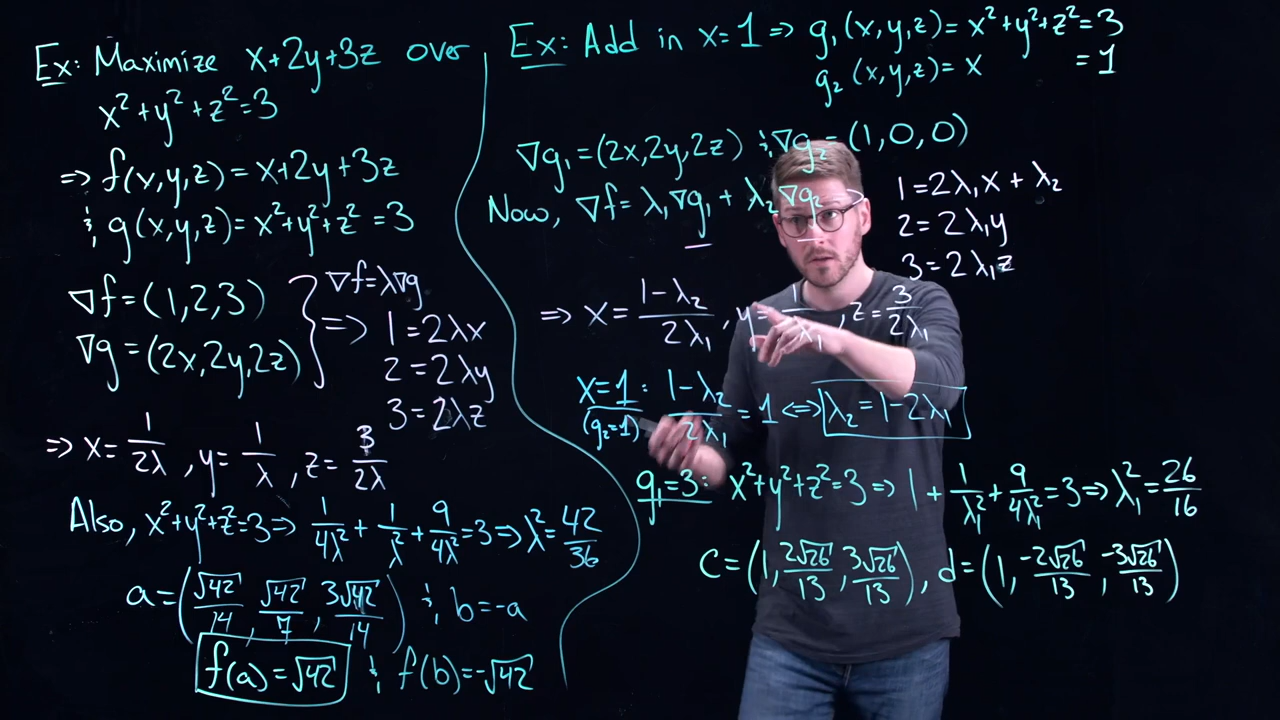 Ex: Maximize x+2y+3z over
x²+y²+z²=3
⇒ f(x,y,z)=x+2y+3z
& g(x,y,z)=x²+y²+z²=3
∇f=(1,2,3)
∇g=(2x,2y,2z)
∇f=λ∇g
⇒ 1=2λx
2=2λy
3=2λz
⇒ x=1/2λ, y=1/λ, z=3/2λ
Also, x²+y²+z²=3⇒ 1/4λ²+1/λ²+9/4λ²=3⇒λ²=42/36
a=(√42/14, √42/7, 3√42/14) & b=-a
f(a)=√42 & f(b)=-√42
Ex: Add in x=1 ⇒ g₁(x,y,z)=x²+y²+z²=3
g₂(x,y,z)=x =1
∇g₁=(2x,2y,2z) & ∇g₂=(1,0,0)
Now, ∇f=λ₁∇g₁+λ₂∇g₂
1=2λ₁x+λ₂
2=2λ₁y
3=2λ₁z
⇒ x=1-λ₂/2λ₁, y=1/λ₁, z=3/2λ₁
x=1: 1-λ₂/2λ₁=1⇔λ₂=1-2λ₁
(g₂=1)
g₁=3: x²+y²+z²=3⇒ 1+1/λ₁²+9/4λ₁²=3⇒λ₁²=26/16
c=(1, 2√26/13, 3√26/13), d=(1, -2√26/13, -3√26/13)